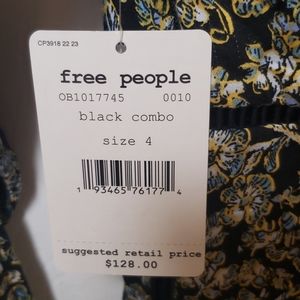 CP3918 22 23
free people
OB1017745 0010
black combo
size 4
1 93465 76177 4
suggested retail price
$128.00